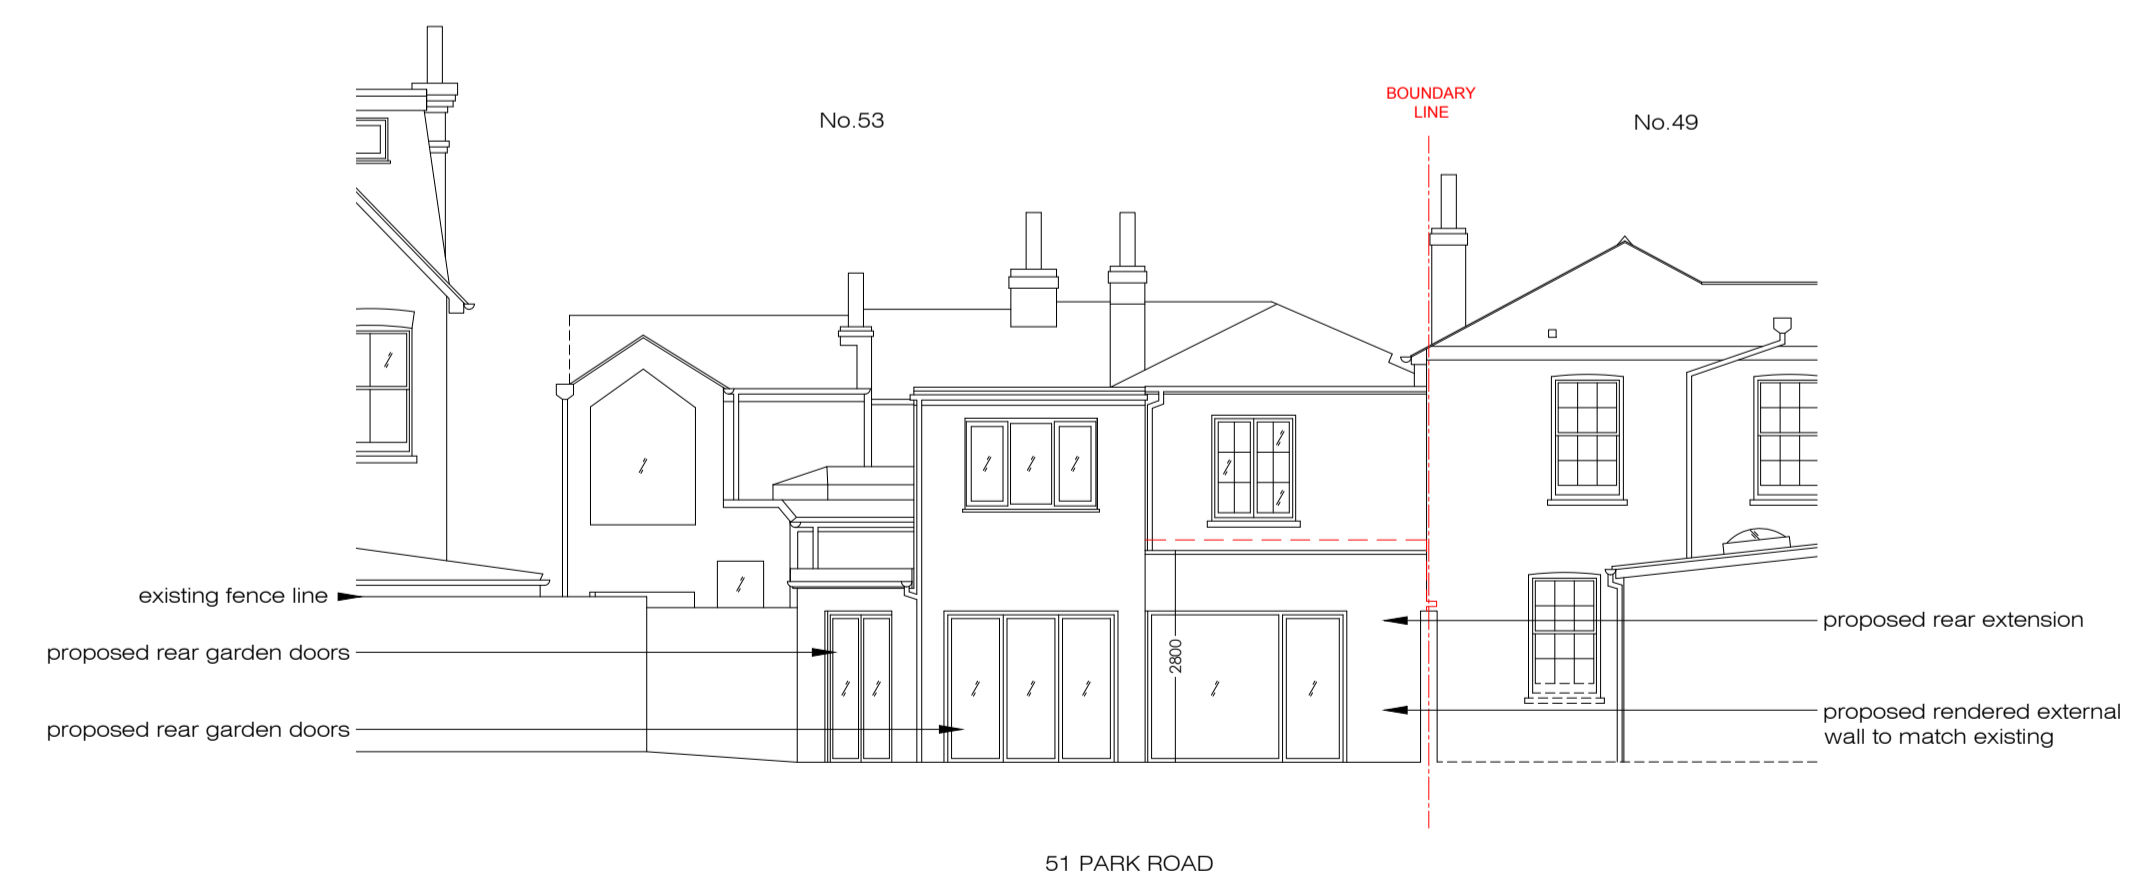 BOUNDARY
LINE
No.53
No.49
existing fence line
proposed rear garden doors
proposed rear garden doors
2800
proposed rear extension
proposed rendered external
wall to match existing
51 PARK ROAD